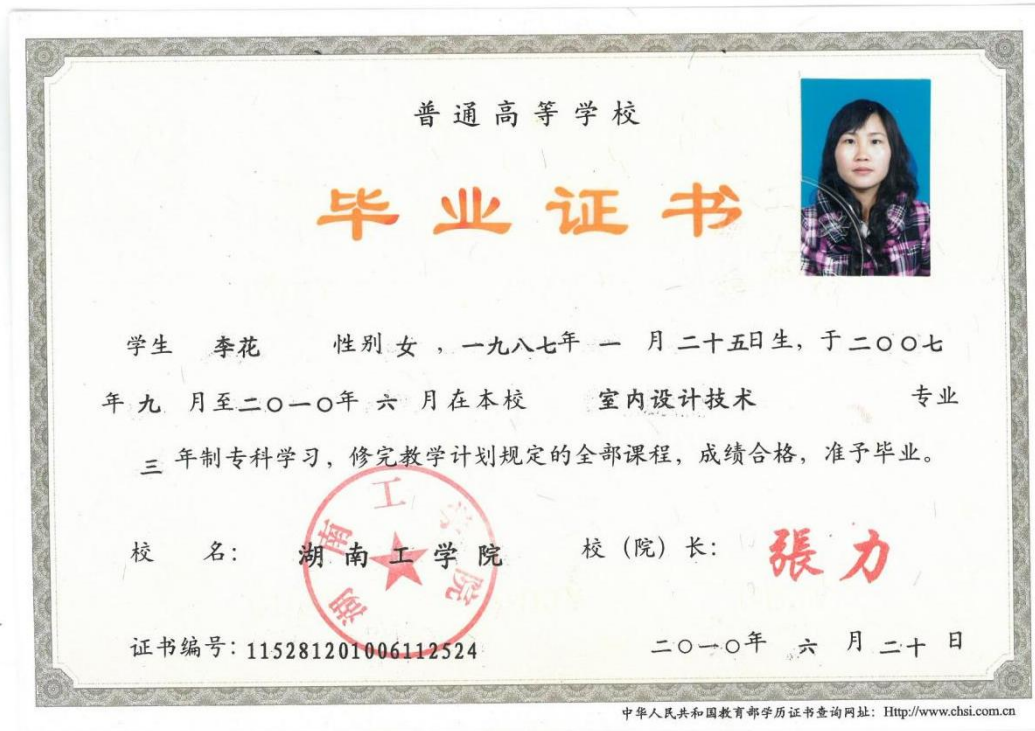 普通高等学校
毕业证书
学生 李花 性别 女 ，一九八七年 一 月 二十五日生，于 二〇〇七
年 九 月至二〇一〇年 六 月在本校 室内设计技术 专业
三 年制专科学习，修完教学计划规定的全部课程，成绩合格，准予毕业。
校 名： 湖南工学院 校（院）长： 張力
湖南工学院
证书编号：115281201006112524 二〇一〇年 六 月 二十 日
中华人民共和国教育部学历证书查询网址：Http://www.chsi.com.cn